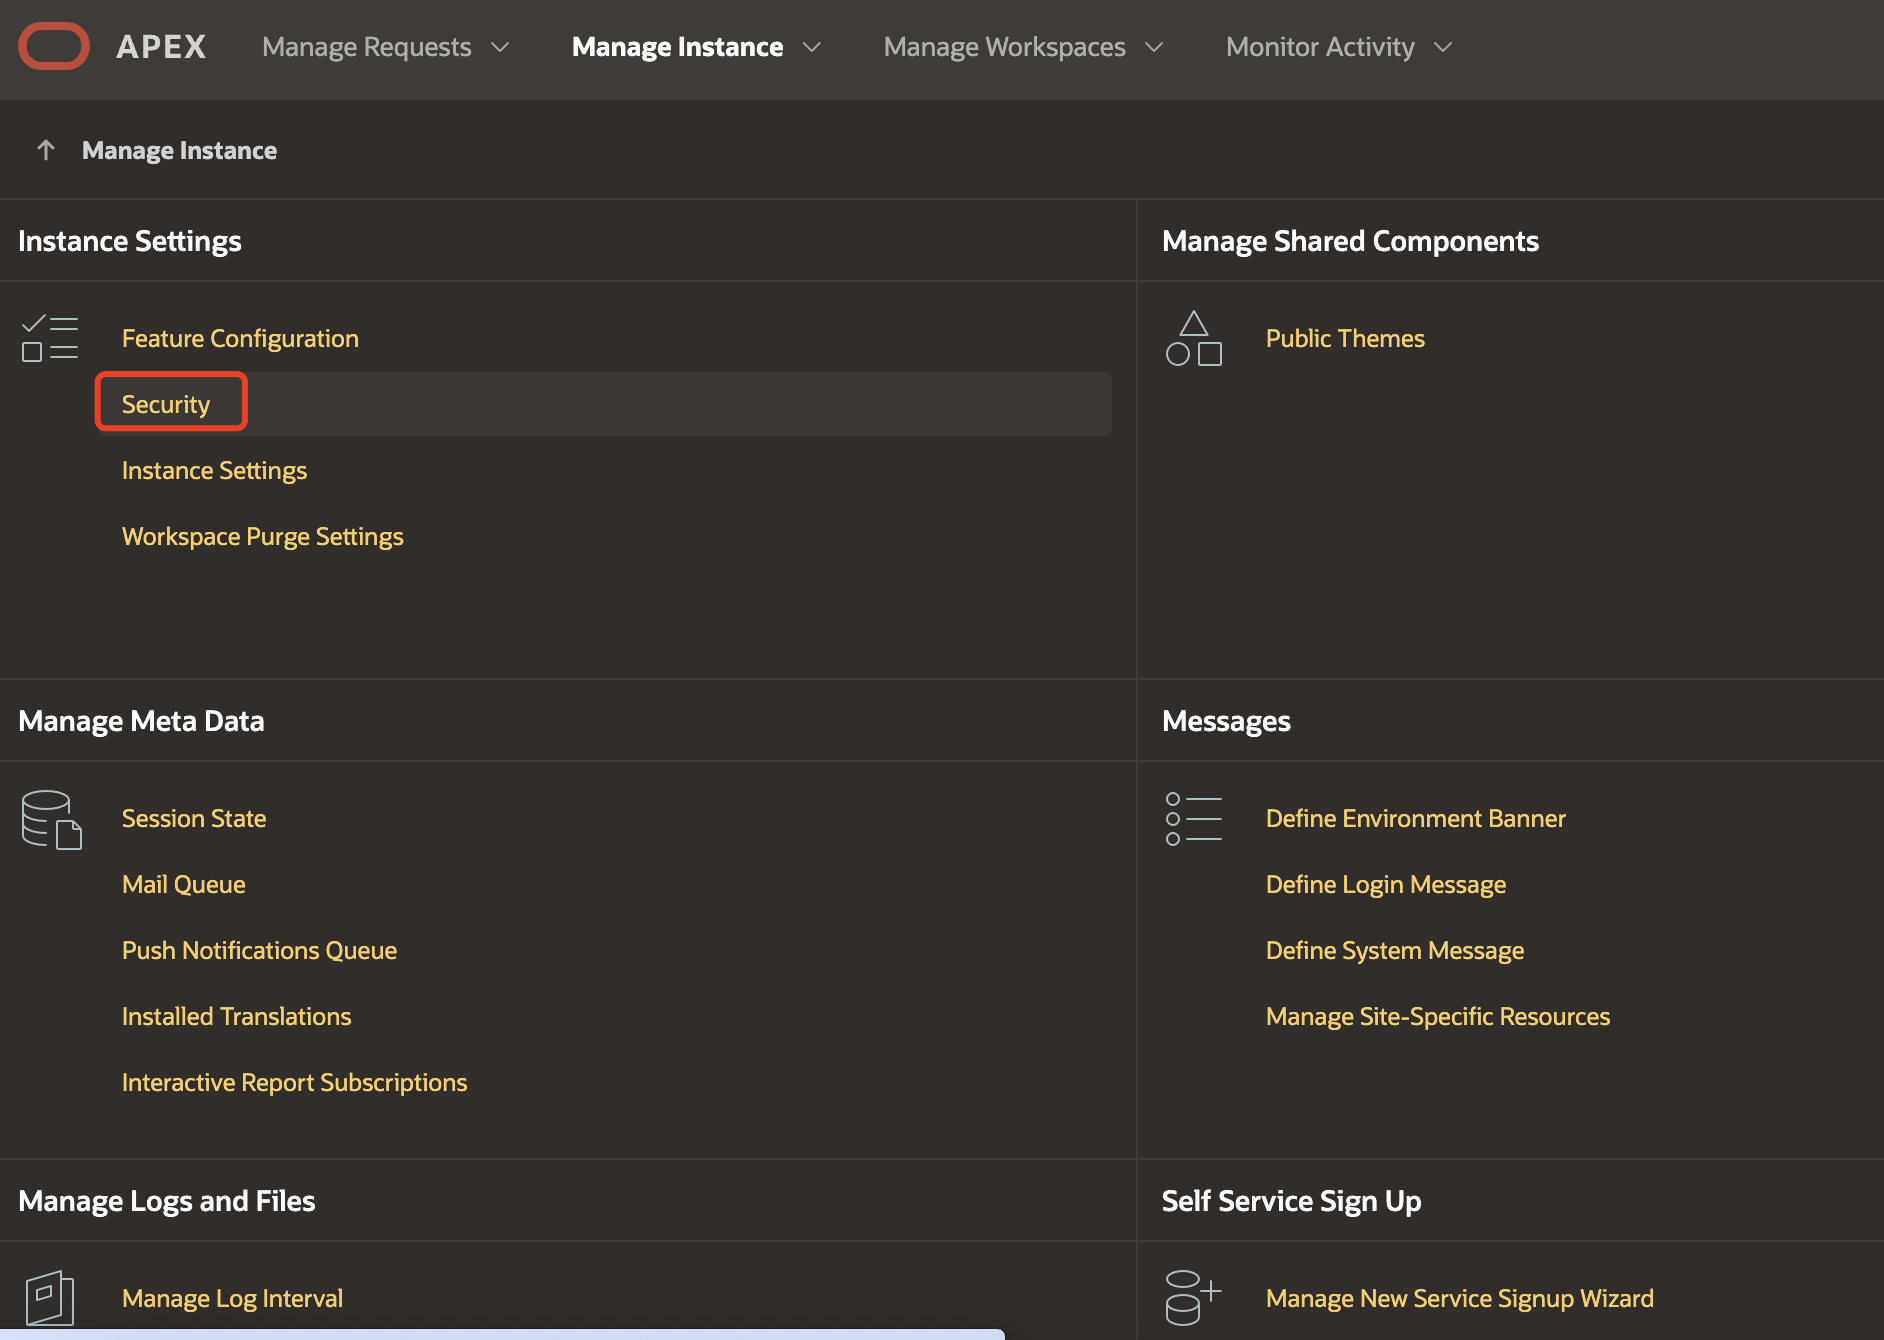 APEX Manage Requests Manage Instance Manage Workspaces Monitor Activity
Manage Instance
Instance Settings
Feature Configuration
Security
Instance Settings
Workspace Purge Settings
Manage Shared Components
Public Themes
Manage Meta Data
Session State
Mail Queue
Push Notifications Queue
Installed Translations
Interactive Report Subscriptions
Messages
Define Environment Banner
Define Login Message
Define System Message
Manage Site-Specific Resources
Manage Logs and Files
Manage Log Interval
Self Service Sign Up
Manage New Service Signup Wizard